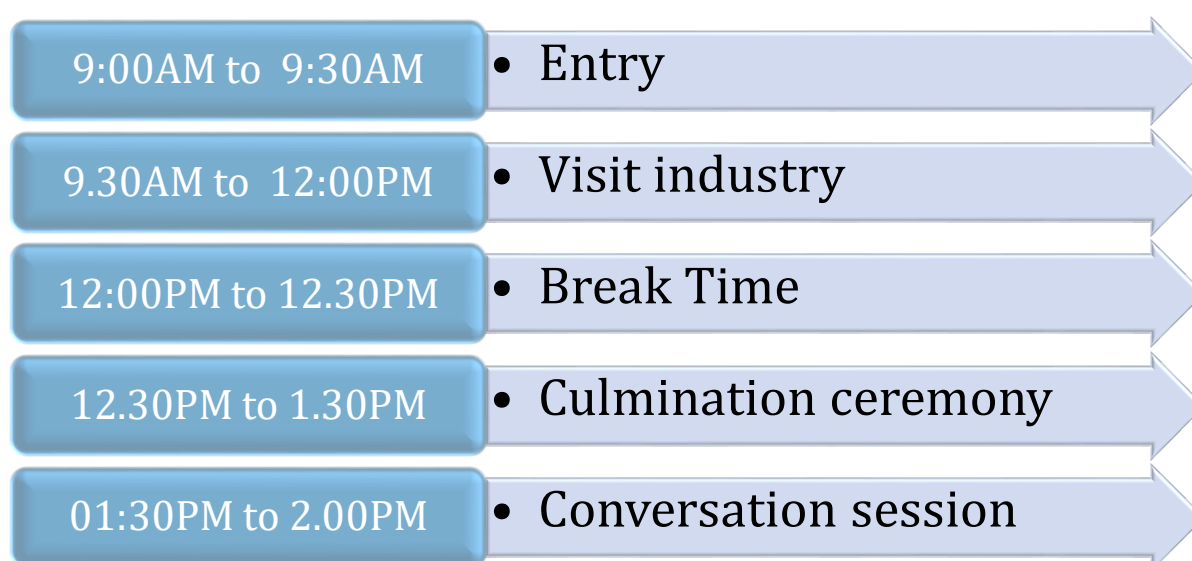 9:00AM to 9:30AM • Entry
9.30AM to 12:00PM • Visit industry
12:00PM to 12.30PM • Break Time
12.30PM to 1.30PM • Culmination ceremony
01:30PM to 2.00PM • Conversation session